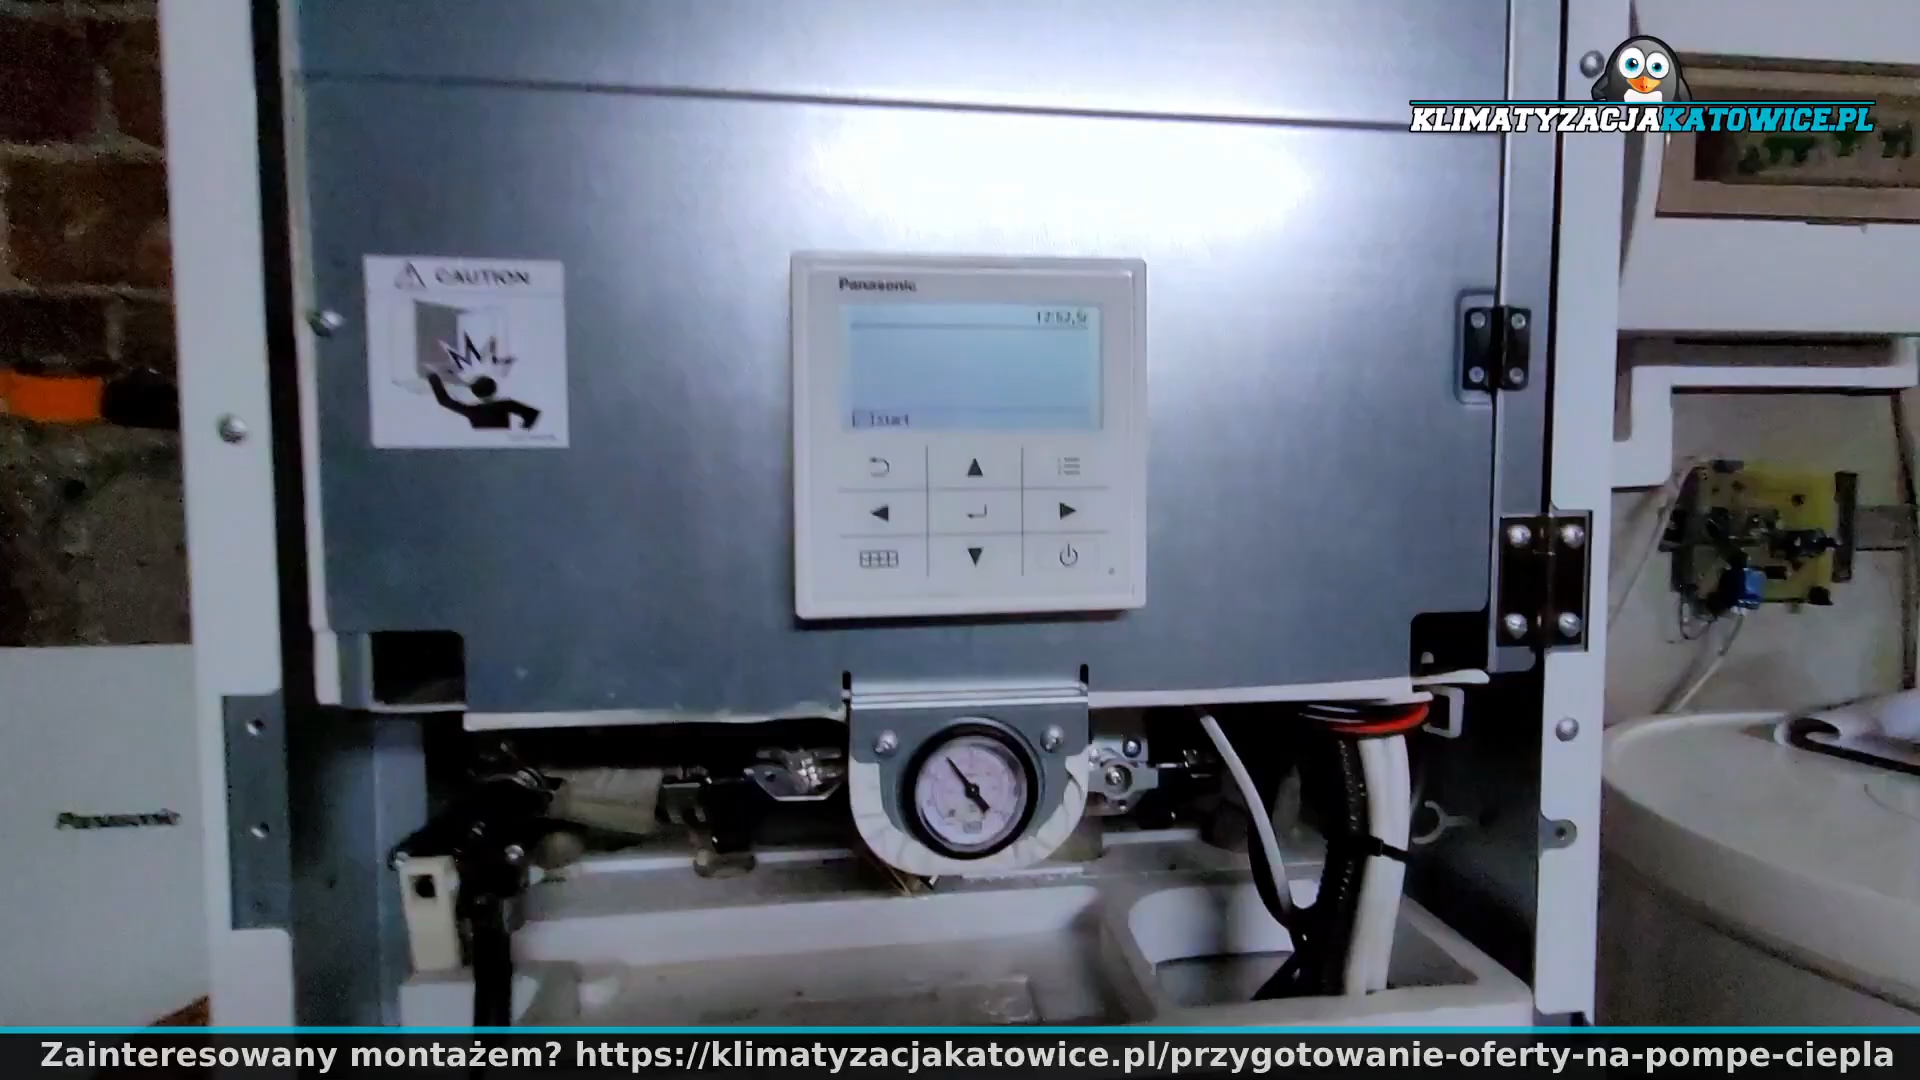 KLIMATYZACJAKATOWICE.PL
CAUTION
Panasonic
[ ]start
Panasonic
Zainteresowany montażem? https://klimatyzacjakatowice.pl/przygotowanie-oferty-na-pompe-ciepla